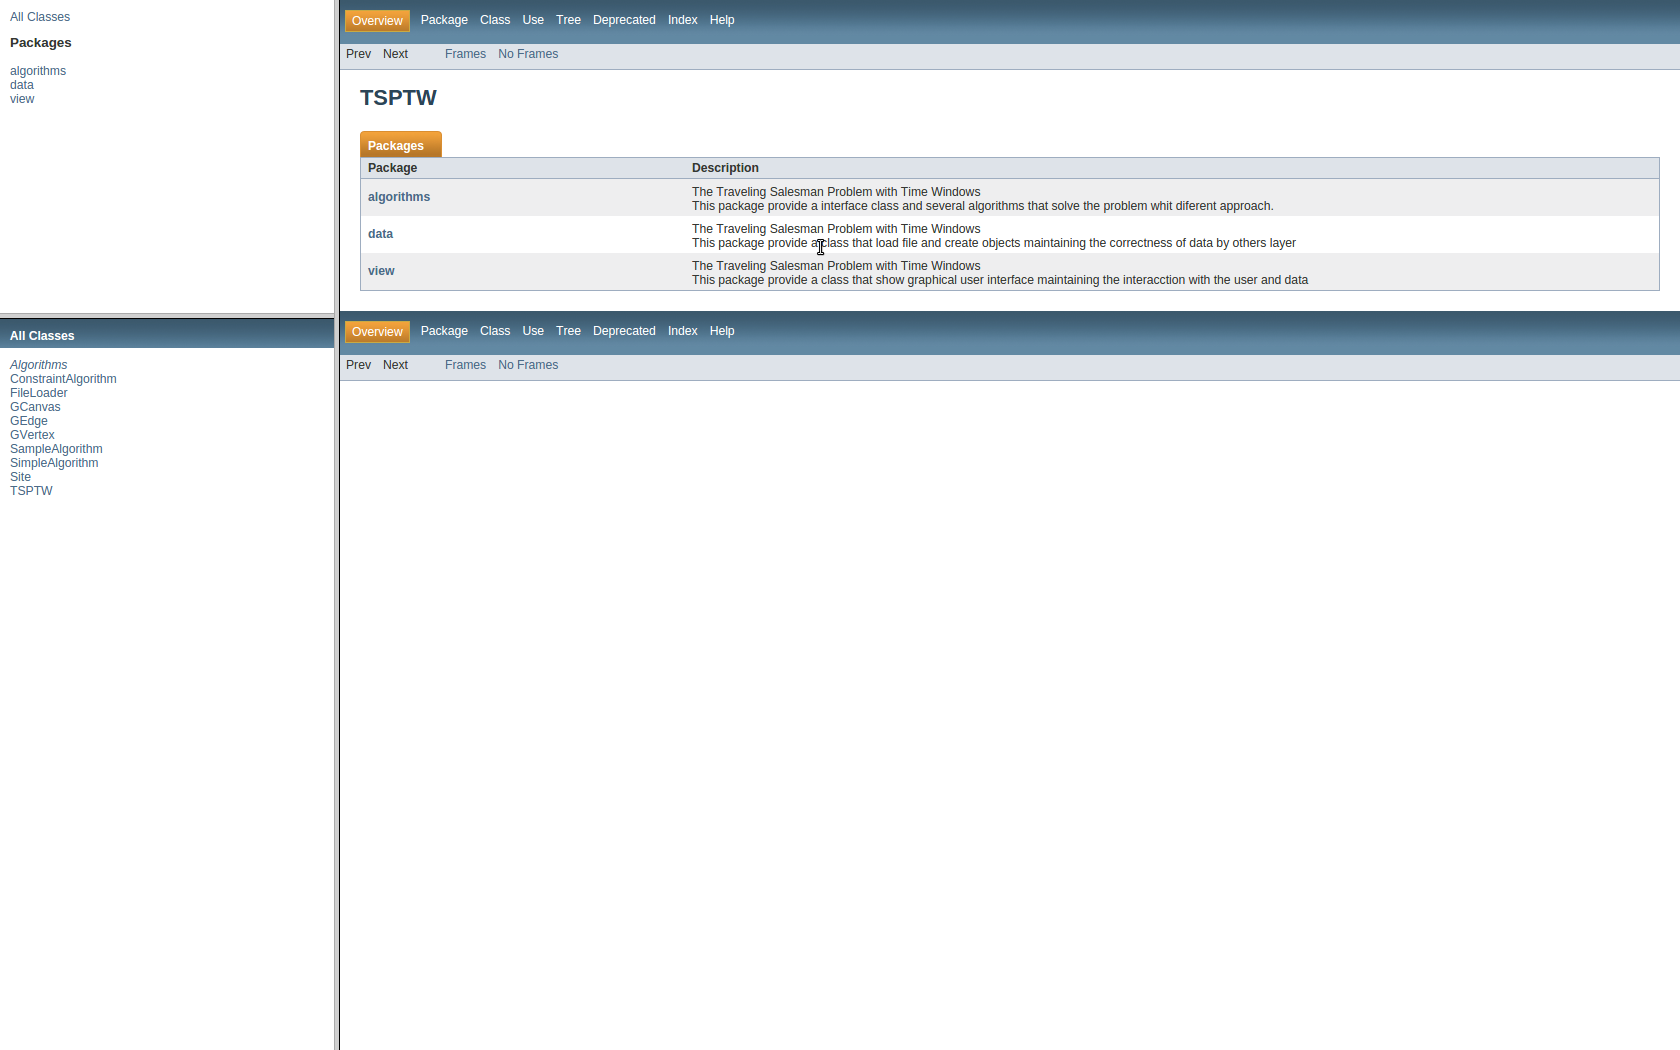 All Classes
Packages
algorithms
data
view
All Classes
Algorithms
ConstraintAlgorithm
FileLoader
GCanvas
GEdge
GVertex
SampleAlgorithm
SimpleAlgorithm
Site
TSPTW
Overview Package Class Use Tree Deprecated Index Help
Prev Next Frames No Frames
TSPTW
Packages
Package Description
algorithms
The Traveling Salesman Problem with Time Windows
This package provide a interface class and several algorithms that solve the problem whit diferent approach.
data
The Traveling Salesman Problem with Time Windows
This package provide a class that load file and create objects maintaining the correctness of data by others layer
view
The Traveling Salesman Problem with Time Windows
This package provide a class that show graphical user interface maintaining the interacction with the user and data
Overview Package Class Use Tree Deprecated Index Help
Prev Next Frames No Frames